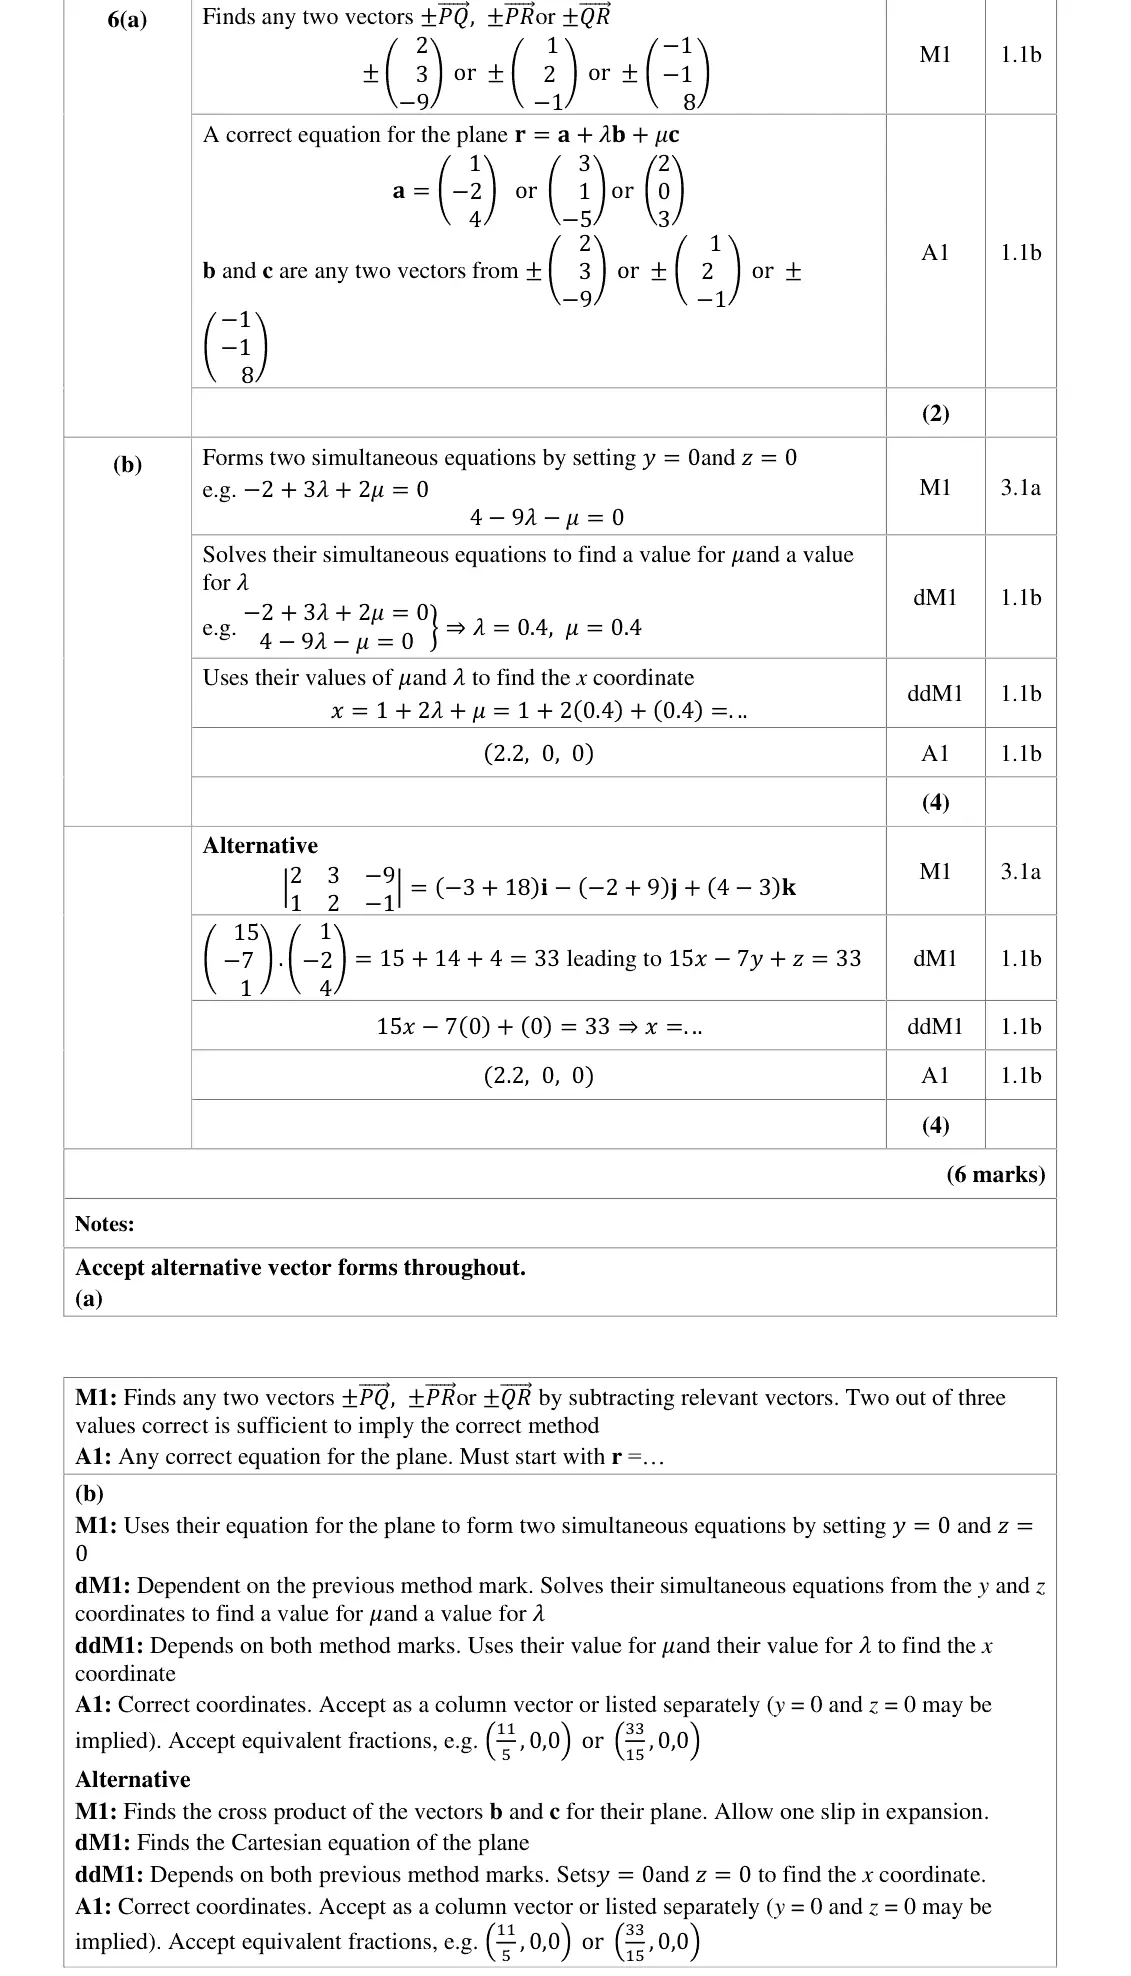 6(a) Finds any two vectors ±PQ⃗, ±PR⃗or ±QR⃗ M1 1.1b
±(2 3 −9) or ±(1 2 −1) or ±(−1 −1 8)
A correct equation for the plane r = a + λb + μc
a = (1 −2 4) or (3 1 −5) or (2 0 3)
b and c are any two vectors from ±(2 3 −9) or ±(1 2 −1) or ± A1 1.1b
(−1 −1 8)
(2)
(b) Forms two simultaneous equations by setting y = 0and z = 0
e.g. −2 + 3λ + 2μ = 0 M1 3.1a
4 − 9λ − μ = 0
Solves their simultaneous equations to find a value for μand a value
for λ dM1 1.1b
e.g. −2 + 3λ + 2μ = 0
4 − 9λ − μ = 0 } ⇒ λ = 0.4, μ = 0.4
Uses their values of μand λ to find the x coordinate ddM1 1.1b
x = 1 + 2λ + μ = 1 + 2(0.4) + (0.4) =...
(2.2, 0, 0) A1 1.1b
(4)
Alternative
|2 3 −9|
|1 2 −1| = (−3 + 18)i − (−2 + 9)j + (4 − 3)k M1 3.1a
(15 −7 1).(1 −2 4) = 15 + 14 + 4 = 33 leading to 15x − 7y + z = 33 dM1 1.1b
15x − 7(0) + (0) = 33 ⇒ x =... ddM1 1.1b
(2.2, 0, 0) A1 1.1b
(4)
(6 marks)
Notes:
Accept alternative vector forms throughout.
(a)
M1: Finds any two vectors ±PQ⃗, ±PR⃗or ±QR⃗ by subtracting relevant vectors. Two out of three
values correct is sufficient to imply the correct method
A1: Any correct equation for the plane. Must start with r =…
(b)
M1: Uses their equation for the plane to form two simultaneous equations by setting y = 0 and z =
0
dM1: Dependent on the previous method mark. Solves their simultaneous equations from the y and z
coordinates to find a value for μand a value for λ
ddM1: Depends on both method marks. Uses their value for μand their value for λ to find the x
coordinate
A1: Correct coordinates. Accept as a column vector or listed separately (y = 0 and z = 0 may be
implied). Accept equivalent fractions, e.g. (11/5, 0,0) or (33/15, 0,0)
Alternative
M1: Finds the cross product of the vectors b and c for their plane. Allow one slip in expansion.
dM1: Finds the Cartesian equation of the plane
ddM1: Depends on both previous method marks. Setsy = 0and z = 0 to find the x coordinate.
A1: Correct coordinates. Accept as a column vector or listed separately (y = 0 and z = 0 may be
implied). Accept equivalent fractions, e.g. (11/5, 0,0) or (33/15, 0,0)